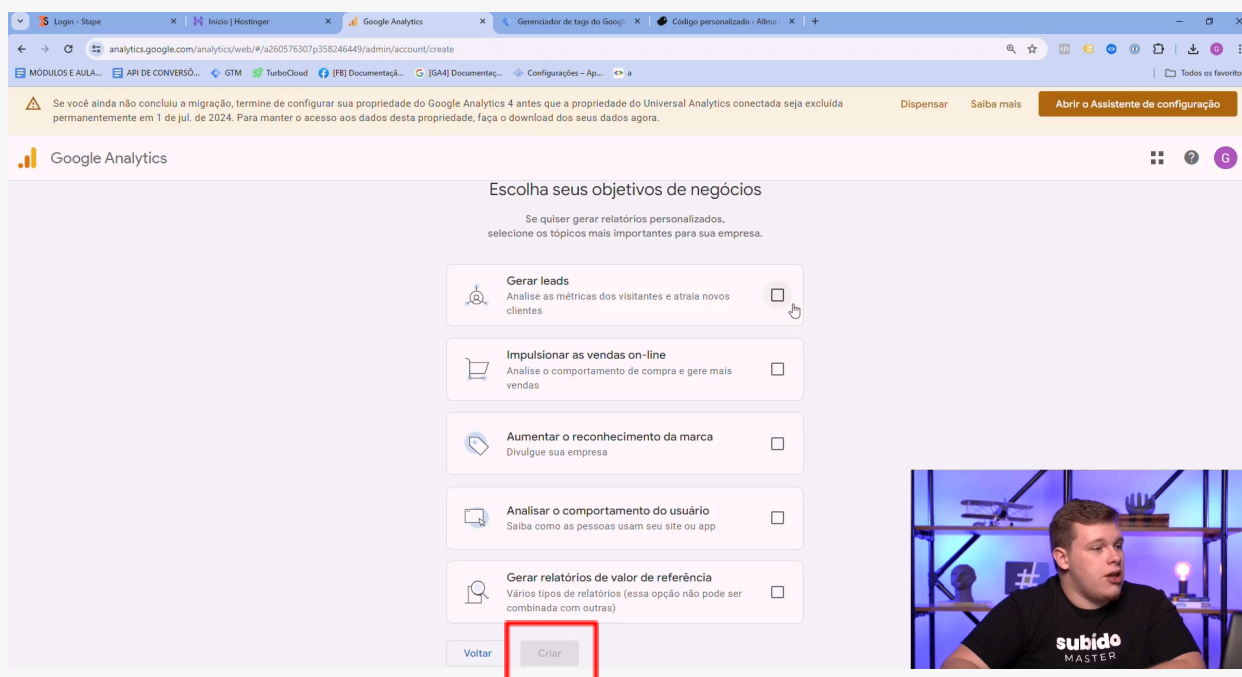 Login - Stape
Início | Hostinger
Google Analytics
Gerenciador de tags do Googl
Código personalizado ‹ Allma
analytics.google.com/analytics/web/#/a260576307p358246449/admin/account/create
MÓDULOS E AULA...
API DE CONVERSÕ...
GTM
TurboCloud
[FB] Documentaçã...
[GA4] Documentaç...
Configurações – Ap...
a
Todos os favorito
Se você ainda não concluiu a migração, termine de configurar sua propriedade do Google Analytics 4 antes que a propriedade do Universal Analytics conectada seja excluída
permanentemente em 1 de jul. de 2024. Para manter o acesso aos dados desta propriedade, faça o download dos seus dados agora.
Dispensar
Saiba mais
Abrir o Assistente de configuração
Google Analytics
G
Escolha seus objetivos de negócios
Se quiser gerar relatórios personalizados,
selecione os tópicos mais importantes para sua empresa.
Gerar leads
Analise as métricas dos visitantes e atraia novos
clientes
Impulsionar as vendas on-line
Analise o comportamento de compra e gere mais
vendas
Aumentar o reconhecimento da marca
Divulgue sua empresa
Analisar o comportamento do usuário
Saiba como as pessoas usam seu site ou app
Gerar relatórios de valor de referência
Vários tipos de relatórios (essa opção não pode ser
combinada com outras)
Voltar
Criar
#
subido
MASTER